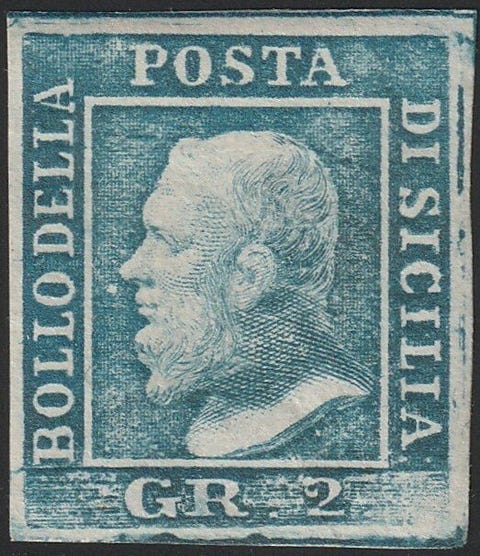 BOLLO DELLA
POSTA
DI SICILIA
GR. 2